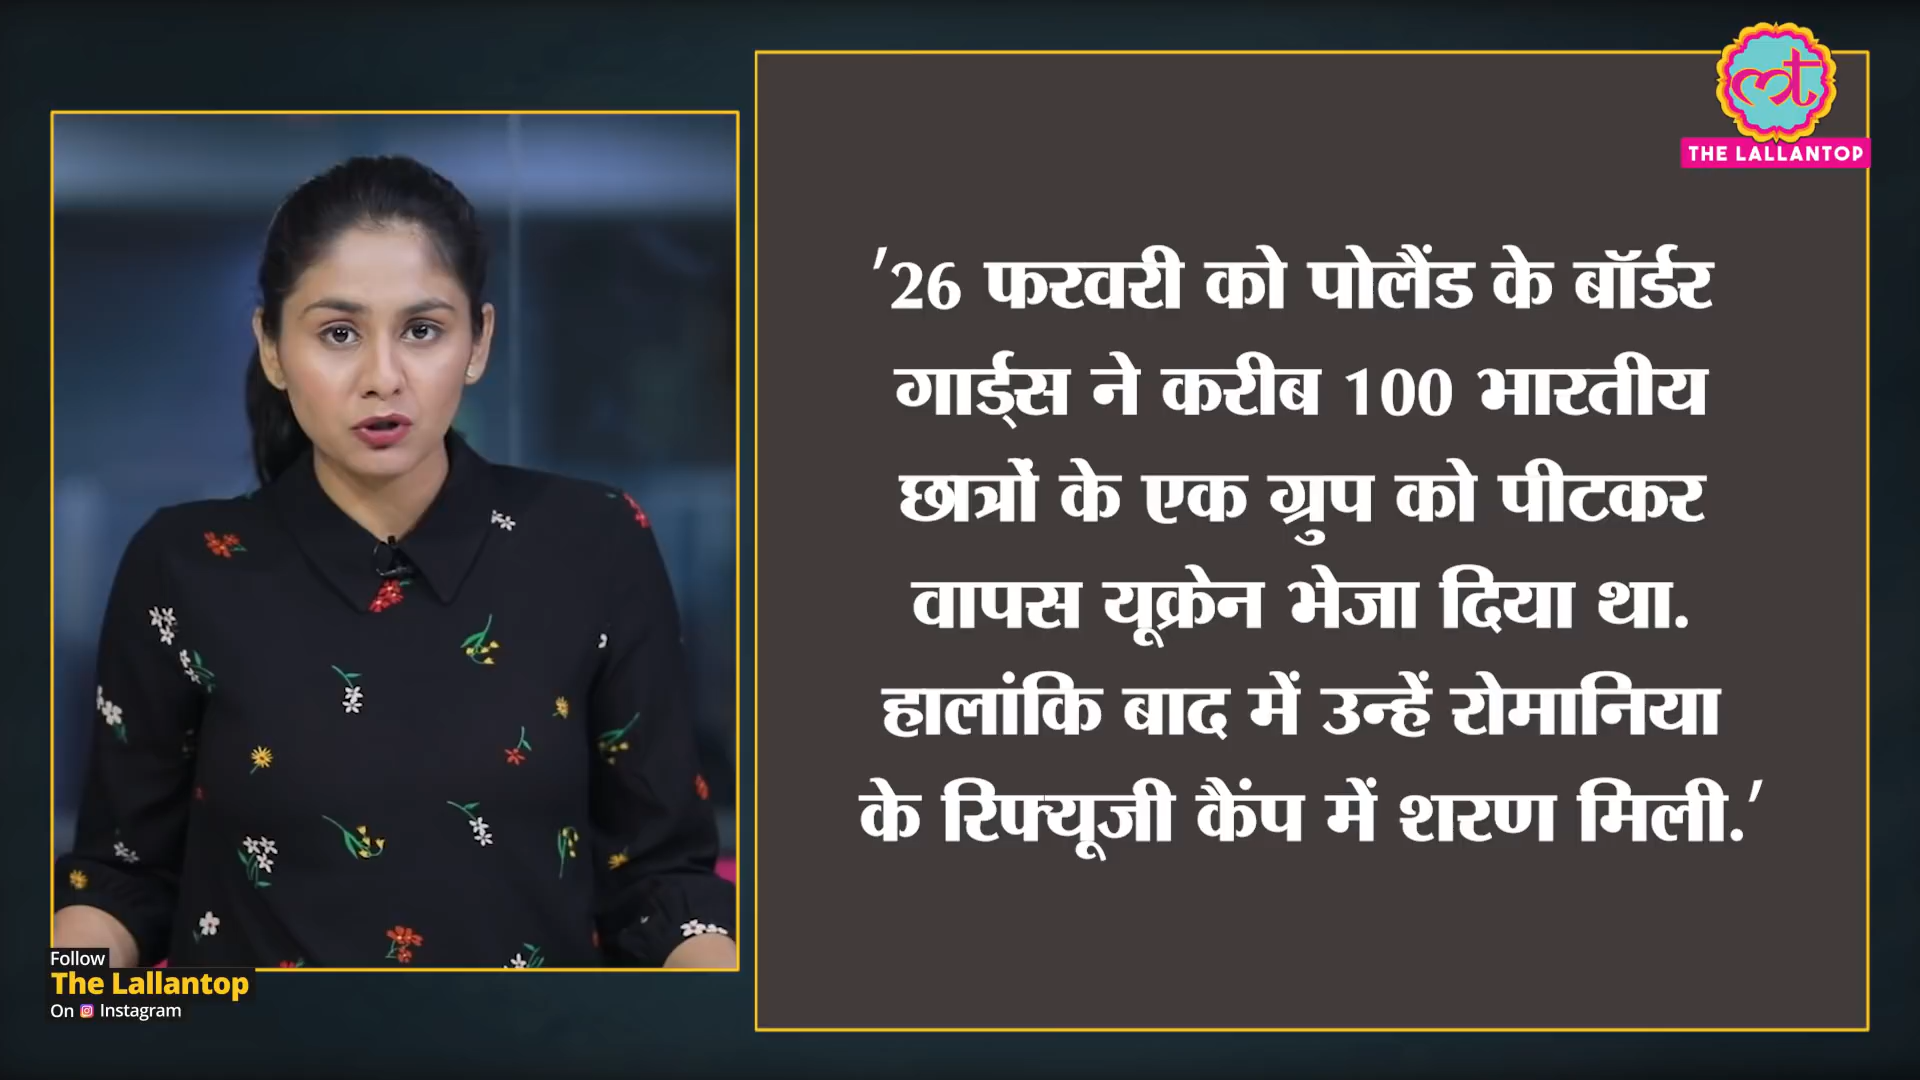 THE LALLANTOP
'26 फरवरी को पोलैंड के बॉर्डर
गार्ड्स ने करीब 100 भारतीय
छात्रों के एक ग्रुप को पीटकर
वापस यूक्रेन भेजा दिया था.
हालांकि बाद में उन्हें रोमानिया
के रिफ्यूजी कैंप में शरण मिली.'
Follow
The Lallantop
On Instagram